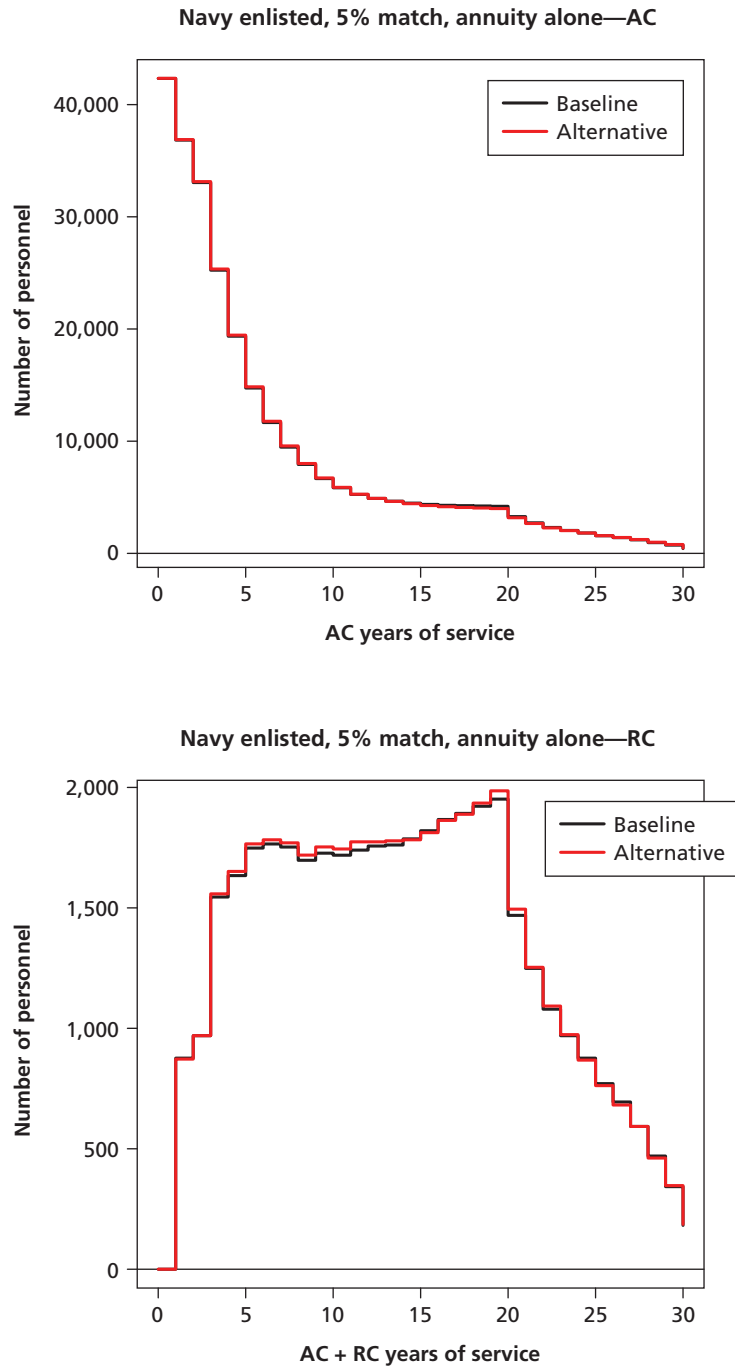 Navy enlisted, 5% match, annuity alone—AC
Baseline
Alternative
40,000
30,000
20,000
10,000
0
Number of personnel
0 5 10 15 20 25 30
AC years of service
Navy enlisted, 5% match, annuity alone—RC
Baseline
Alternative
2,000
1,500
1,000
500
0
Number of personnel
0 5 10 15 20 25 30
AC + RC years of service